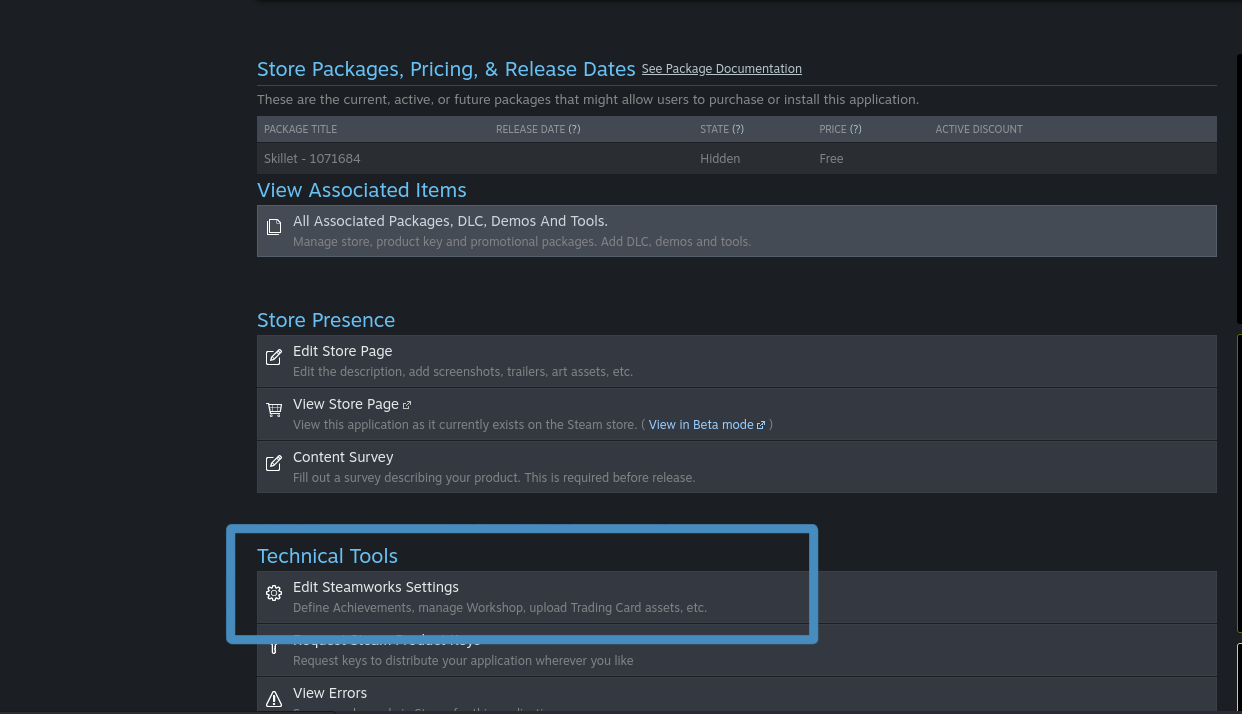 Store Packages, Pricing, & Release Dates See Package Documentation
These are the current, active, or future packages that might allow users to purchase or install this application.
PACKAGE TITLE RELEASE DATE (?) STATE (?) PRICE (?) ACTIVE DISCOUNT
Skillet - 1071684 Hidden Free
View Associated Items
All Associated Packages, DLC, Demos And Tools.
Manage store, product key and promotional packages. Add DLC, demos and tools.
Store Presence
Edit Store Page
Edit the description, add screenshots, trailers, art assets, etc.
View Store Page
View this application as it currently exists on the Steam store. ( View in Beta mode )
Content Survey
Fill out a survey describing your product. This is required before release.
Technical Tools
Edit Steamworks Settings
Define Achievements, manage Workshop, upload Trading Card assets, etc.
Request Steam Product Keys
Request keys to distribute your application wherever you like
View Errors